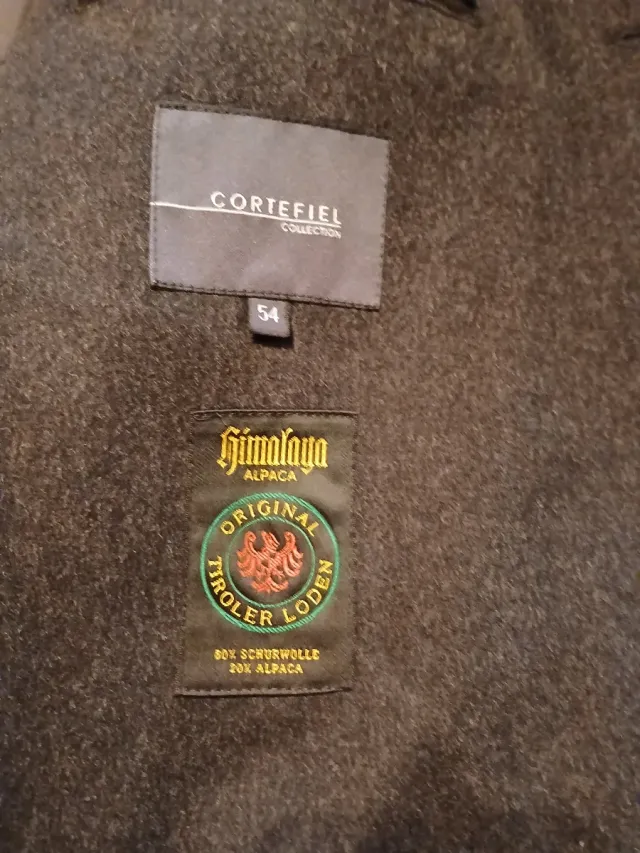 CORTEFIEL
COLLECTION
54
Himalaya
ALPACA
ORIGINAL
TIROLER LODEN
80% SCHURWOLLE
20% ALPACA